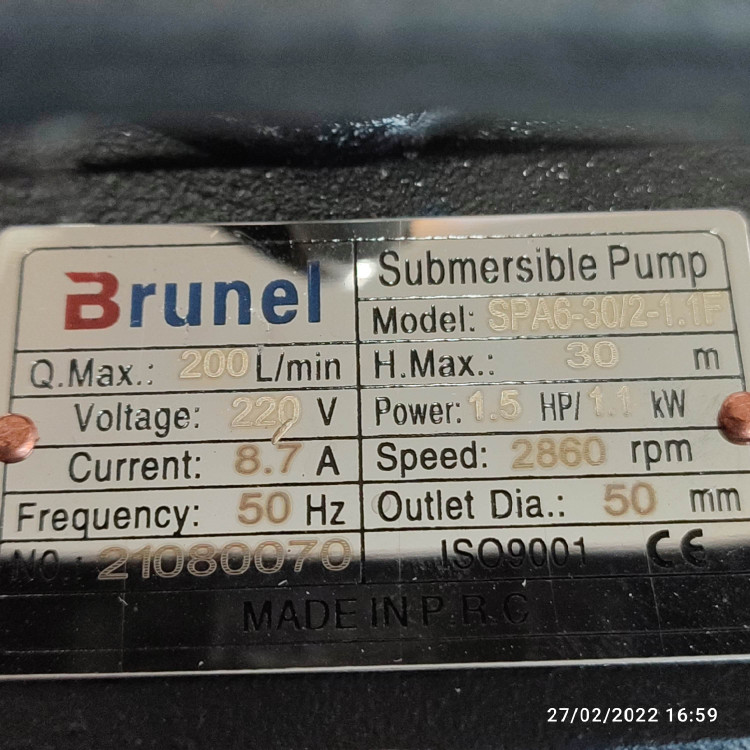 Brunel
Submersible Pump
Model: SPA6-30/2-1.1F
Q.Max.: 200 L/min
H.Max.: 30 m
Voltage: 220 V
Power: 1.5 HP/ 1.1 kW
Current: 8.7 A
Speed: 2860 rpm
Frequency: 50 Hz
Outlet Dia.: 50 mm
NO.: 21080070
ISO9001 CE
MADE IN P.R.C
27/02/2022 16:59